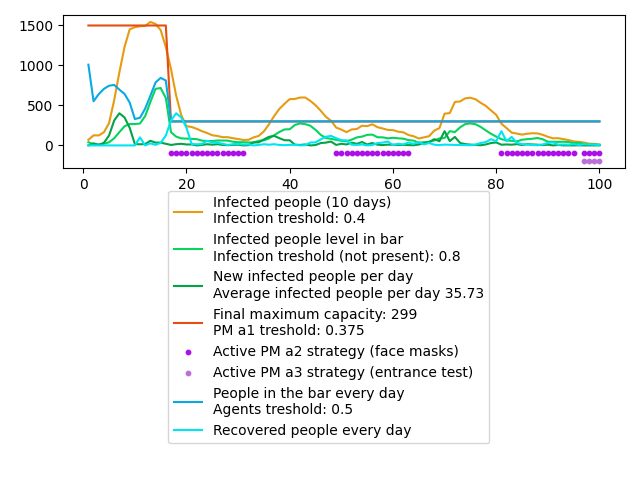 1500
1000
500
0
0 20 40 60 80 100
Infected people (10 days)
Infection treshold: 0.4
Infected people level in bar
Infection treshold (not present): 0.8
New infected people per day
Average infected people per day 35.73
Final maximum capacity: 299
PM a1 treshold: 0.375
Active PM a2 strategy (face masks)
Active PM a3 strategy (entrance test)
People in the bar every day
Agents treshold: 0.5
Recovered people every day